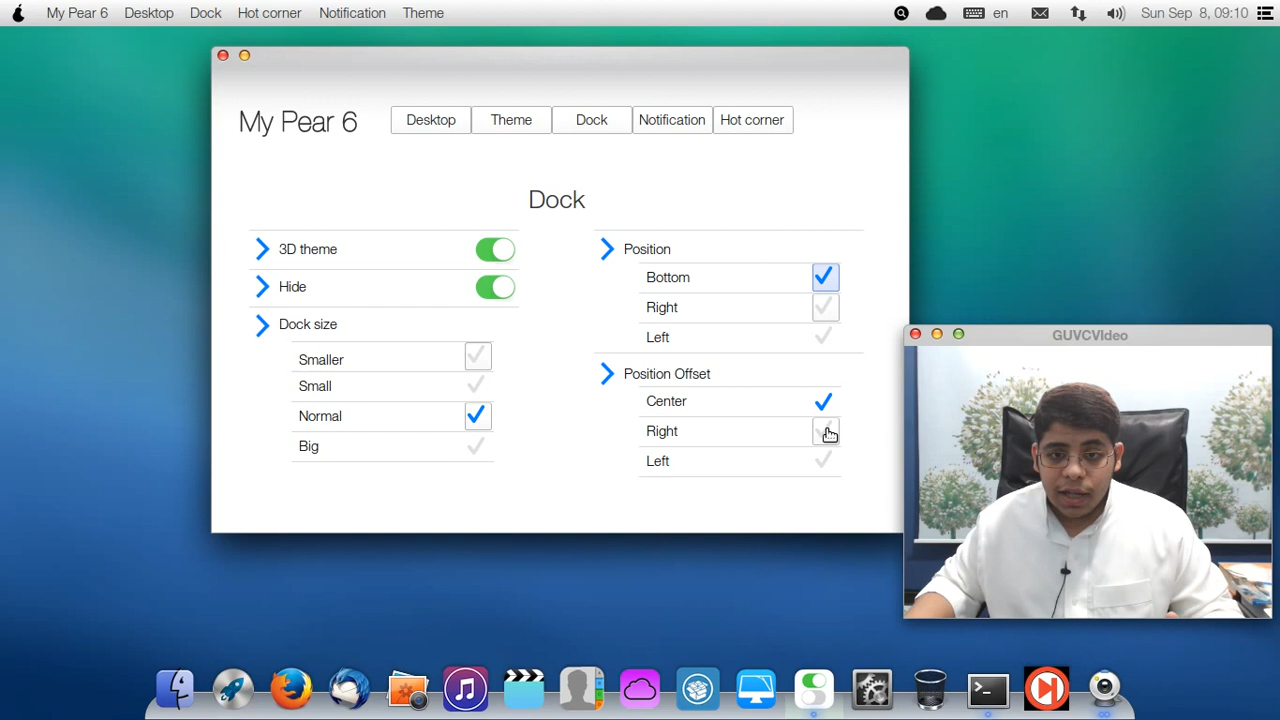 My Pear 6 Desktop Dock Hot corner Notification Theme en Sun Sep 8, 09:10
My Pear 6 Desktop Theme Dock Notification Hot corner
Dock
3D theme
Hide
Dock size
Smaller
Small
Normal
Big
Position
Bottom
Right
Left
Position Offset
Center
Right
Left
GUVCVIdeo
>_